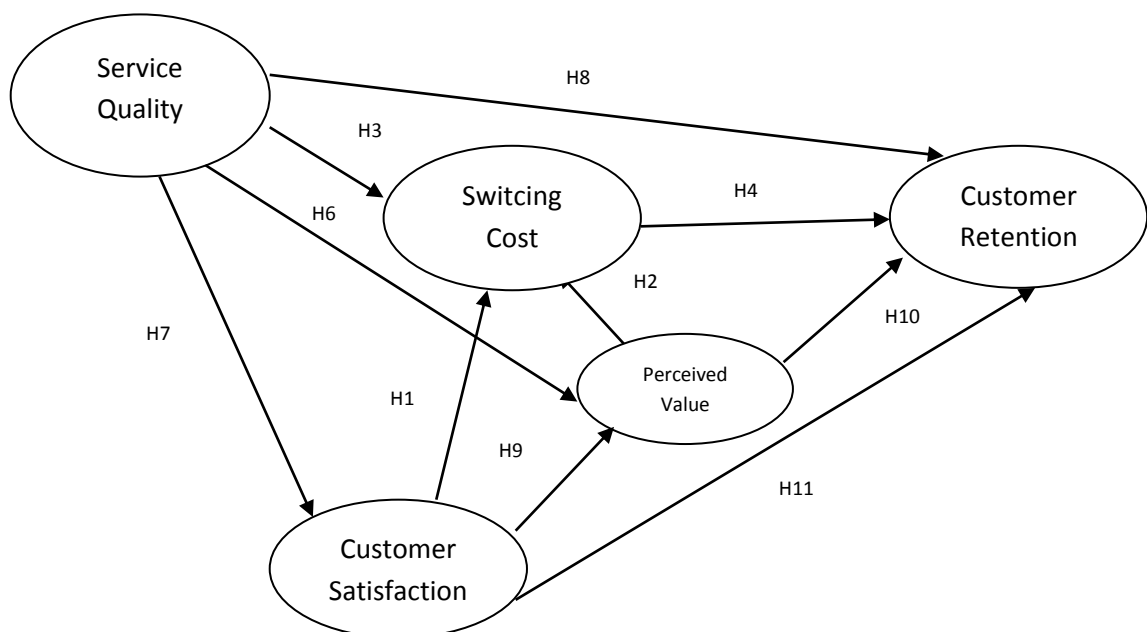 Service
Quality
H8
H3
Switcing
Cost
H4
Customer
Retention
H6
H2
H7
H10
Perceived
Value
H1
H9
H11
Customer
Satisfaction